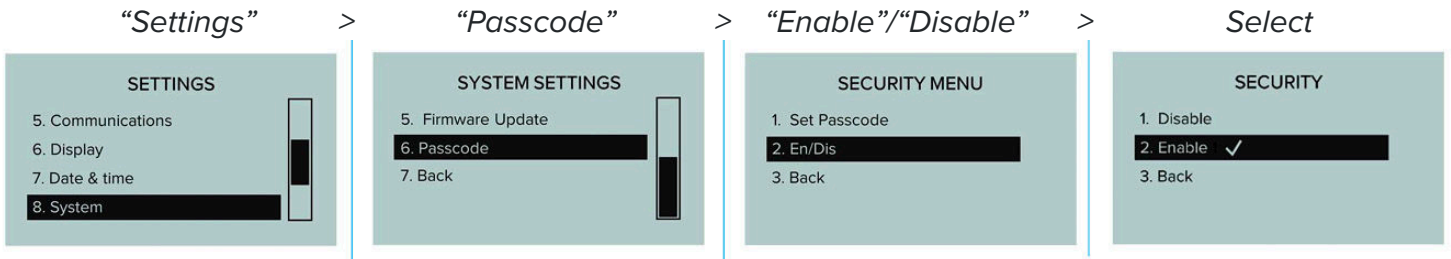 “Settings” > “Passcode” > “Enable”/“Disable” > Select
SETTINGS
5. Communications
6. Display
7. Date & time
8. System
SYSTEM SETTINGS
5. Firmware Update
6. Passcode
7. Back
SECURITY MENU
1. Set Passcode
2. En/Dis
3. Back
SECURITY
1. Disable
2. Enable ✓
3. Back